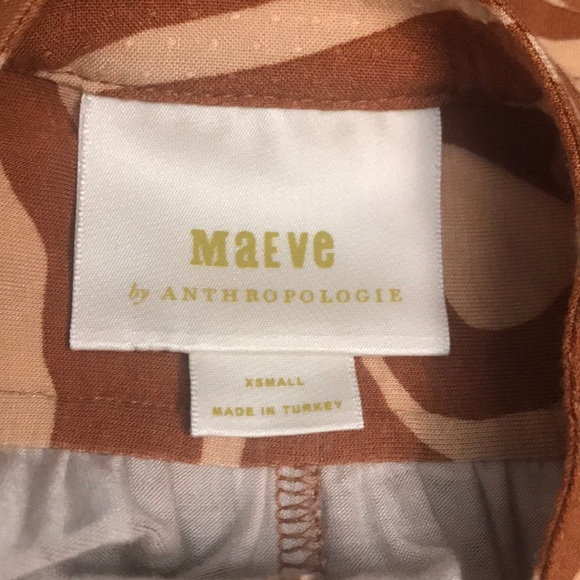 Maeve
by ANTHROPOLOGIE
XSMALL
MADE IN TURKEY